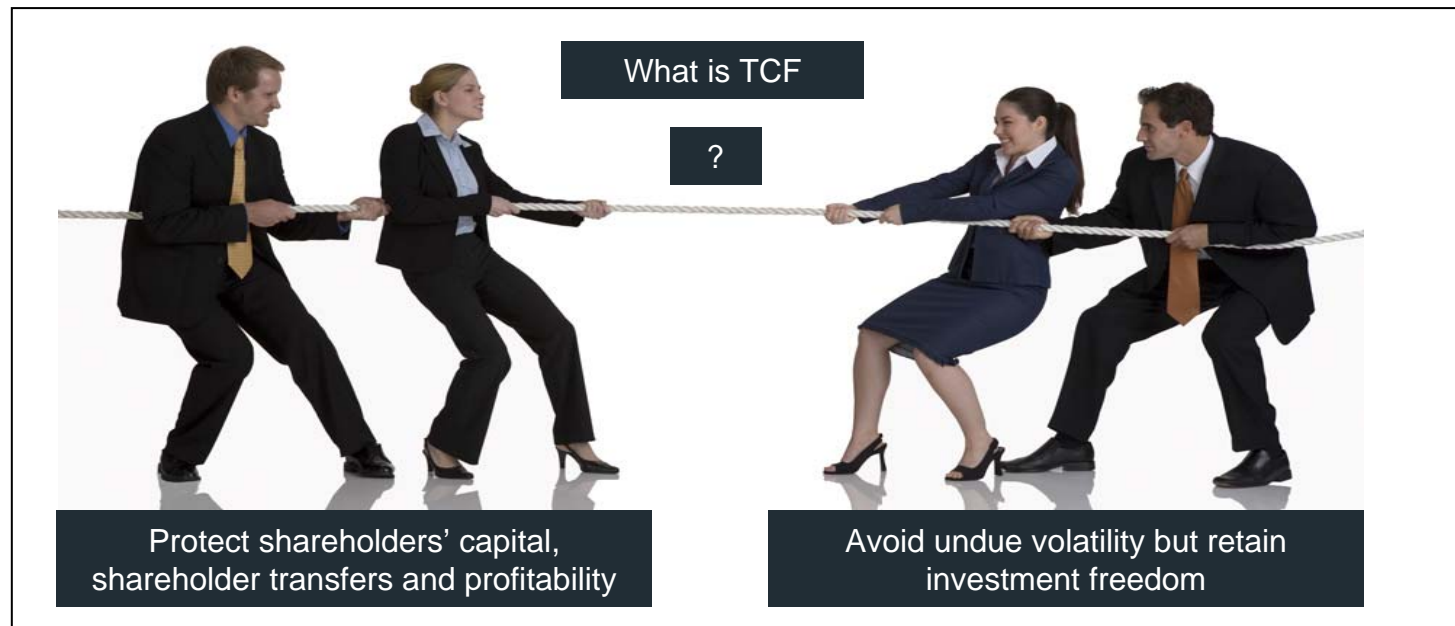 What is TCF
?
Protect shareholders’ capital,
shareholder transfers and profitability
Avoid undue volatility but retain
investment freedom